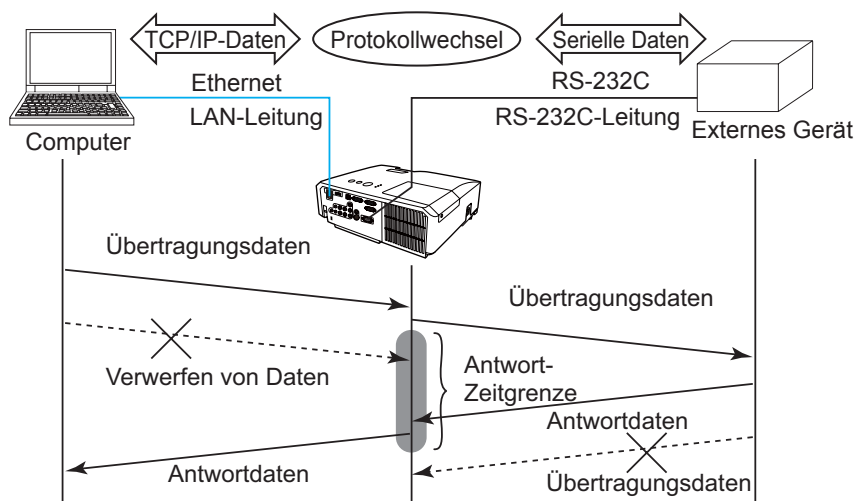 TCP/IP-Daten
Protokollwechsel
Serielle Daten
Ethernet
RS-232C
LAN-Leitung
RS-232C-Leitung
Computer
Externes Gerät
Übertragungsdaten
Übertragungsdaten
Verwerfen von Daten
Antwort-
Zeitgrenze
Antwortdaten
Antwortdaten
Übertragungsdaten